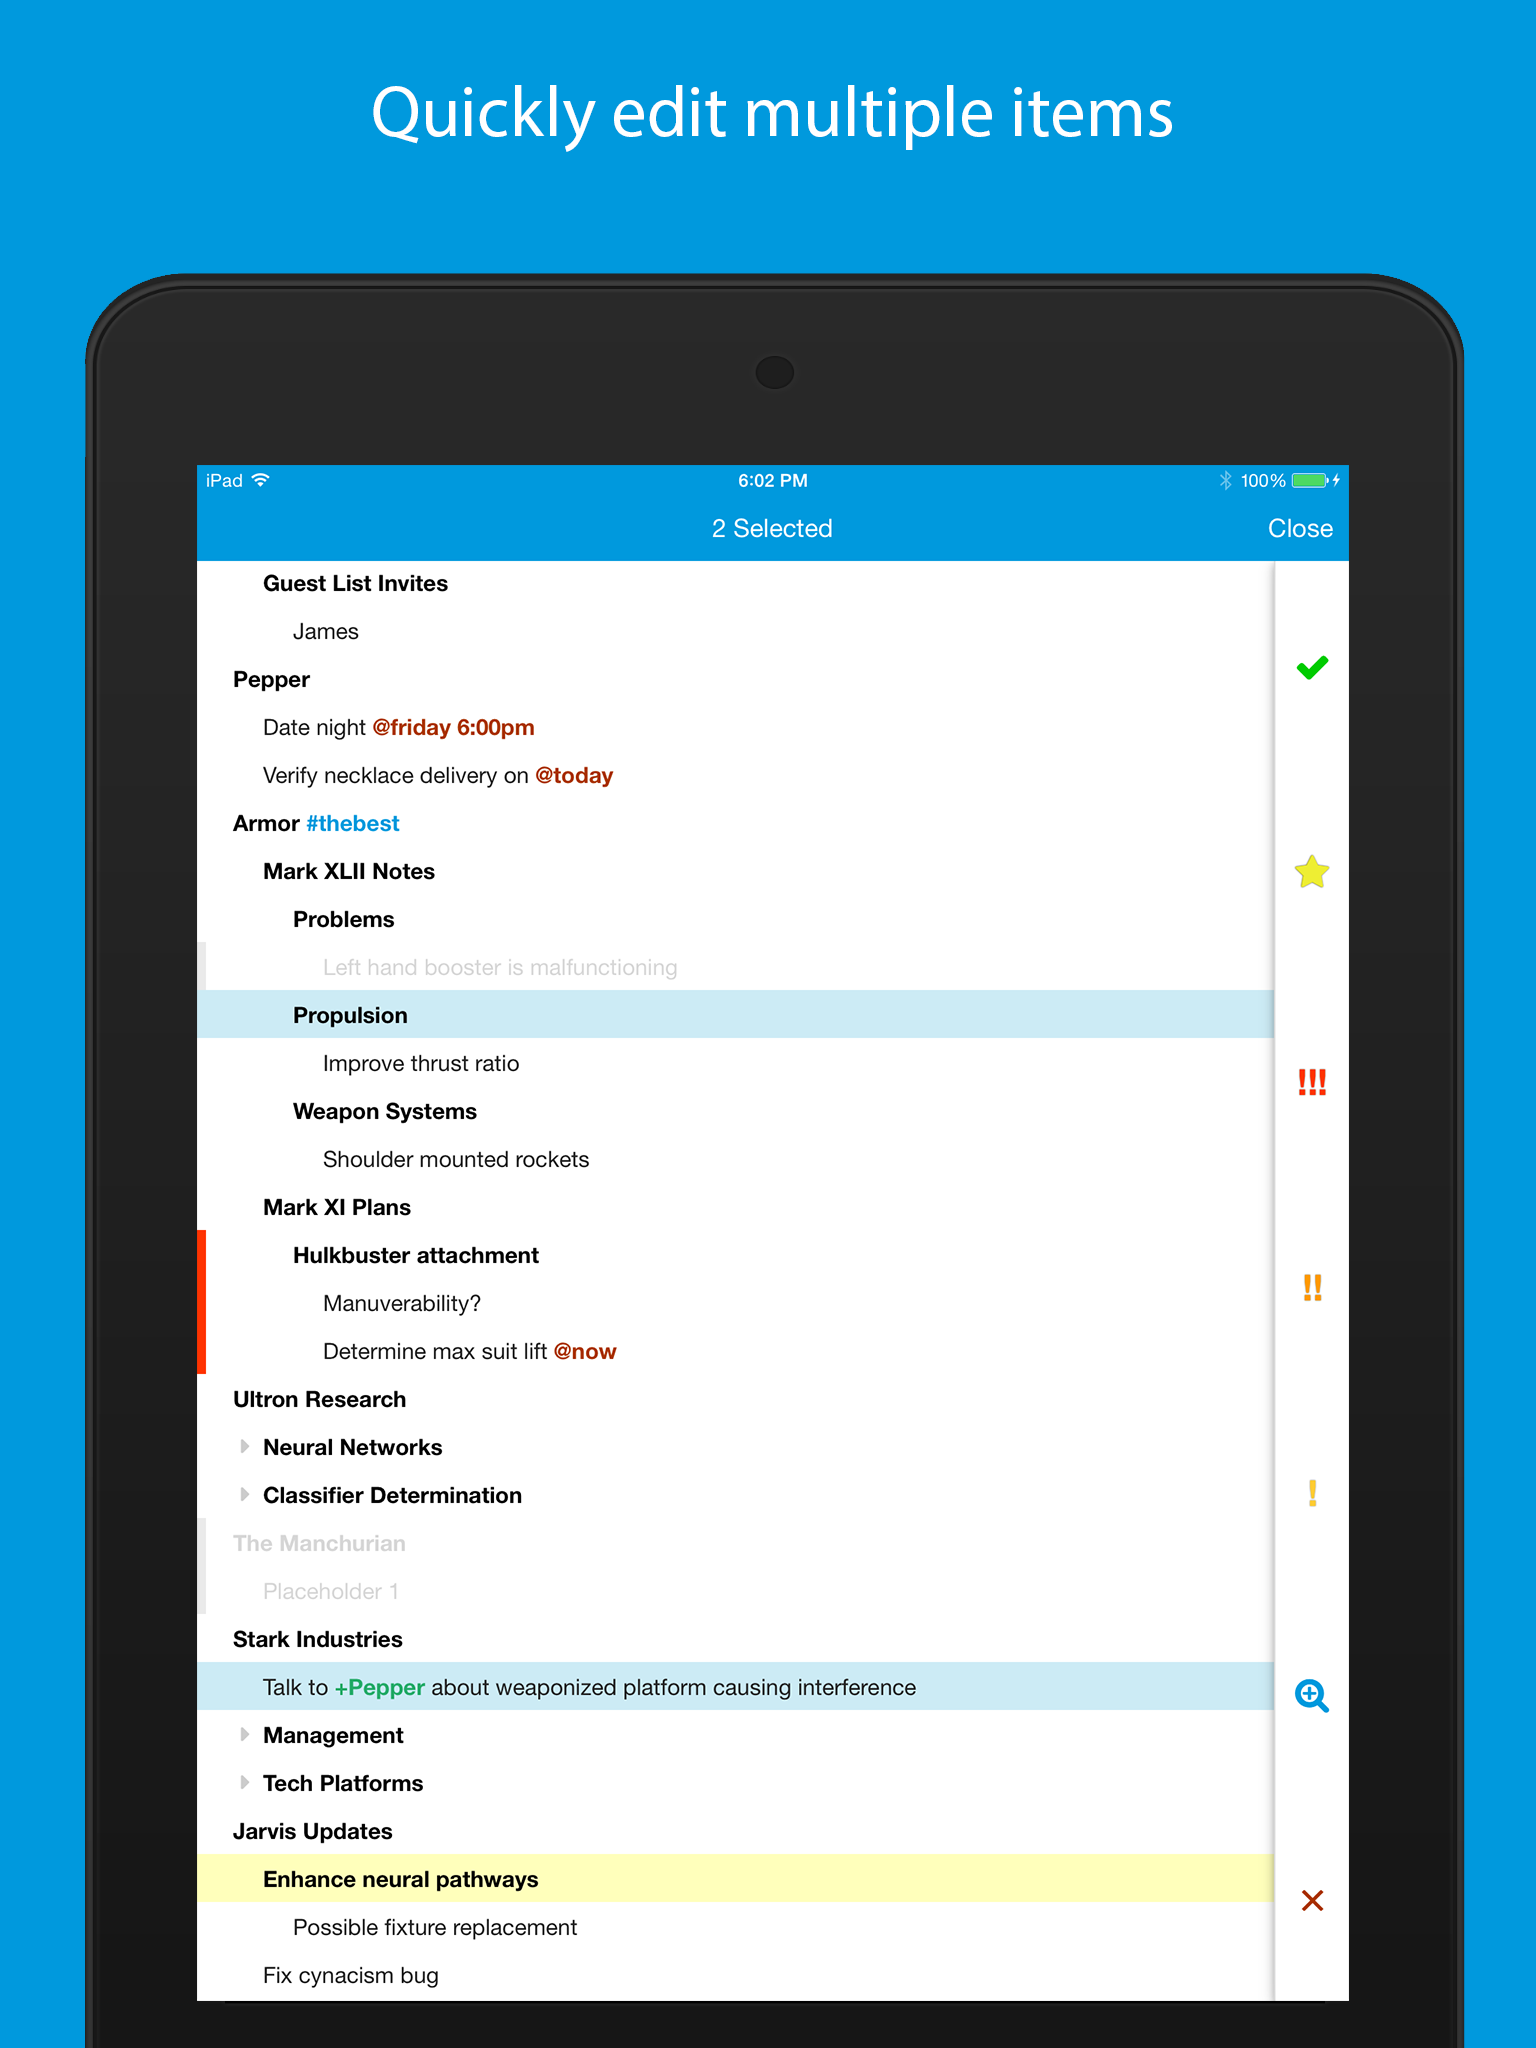 Quickly edit multiple items
iPad 6:02 PM 100%
2 Selected Close
Guest List Invites
James
Pepper
Date night @friday 6:00pm
Verify necklace delivery on @today
Armor #thebest
Mark XLII Notes
Problems
Left hand booster is malfunctioning
Propulsion
Improve thrust ratio
!!!
Weapon Systems
Shoulder mounted rockets
Mark XI Plans
Hulkbuster attachment
!!
Manuverability?
Determine max suit lift @now
Ultron Research
Neural Networks
Classifier Determination
!
The Manchurian
Placeholder 1
Stark Industries
Talk to +Pepper about weaponized platform causing interference
Management
Tech Platforms
Jarvis Updates
Enhance neural pathways
Possible fixture replacement
Fix cynacism bug